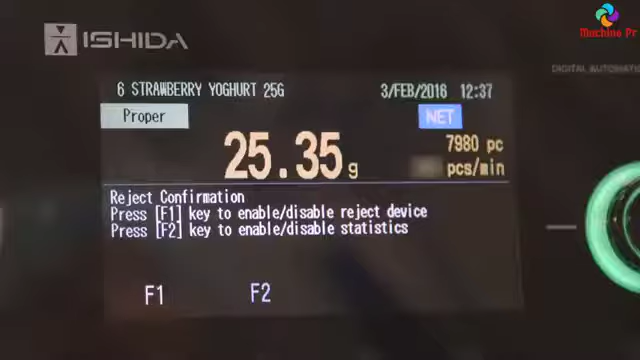 Machine Pr
ISHIDA
DIGITAL AUTOMATIC
6 STRAWBERRY YOGHURT 25G 3/FEB/2016 12:37
Proper NET
25.35g
7980 pc
pcs/min
Reject Confirmation
Press [F1] key to enable/disable reject device
Press [F2] key to enable/disable statistics
F1 F2